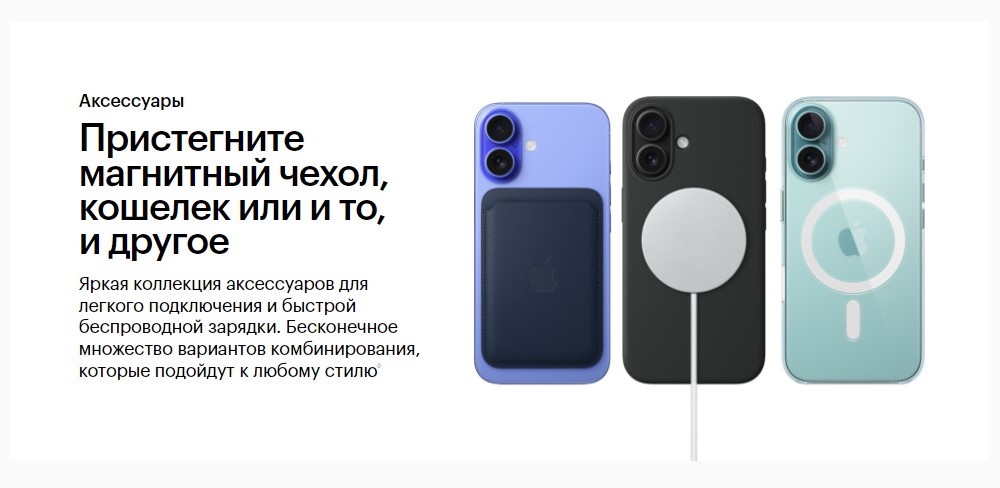 Аксессуары
Пристегните
магнитный чехол,
кошелек или и то,
и другое
Яркая коллекция аксессуаров для
легкого подключения и быстрой
беспроводной зарядки. Бесконечное
множество вариантов комбинирования,
которые подойдут к любому стилю◊